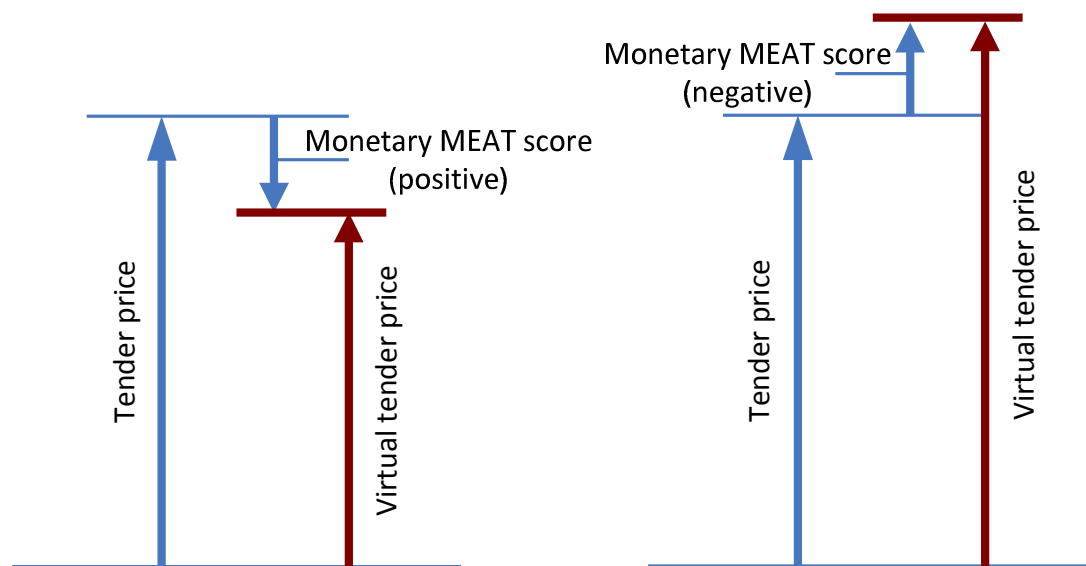 Monetary MEAT score
(positive)
Tender price
Virtual tender price
Monetary MEAT score
(negative)
Tender price
Virtual tender price